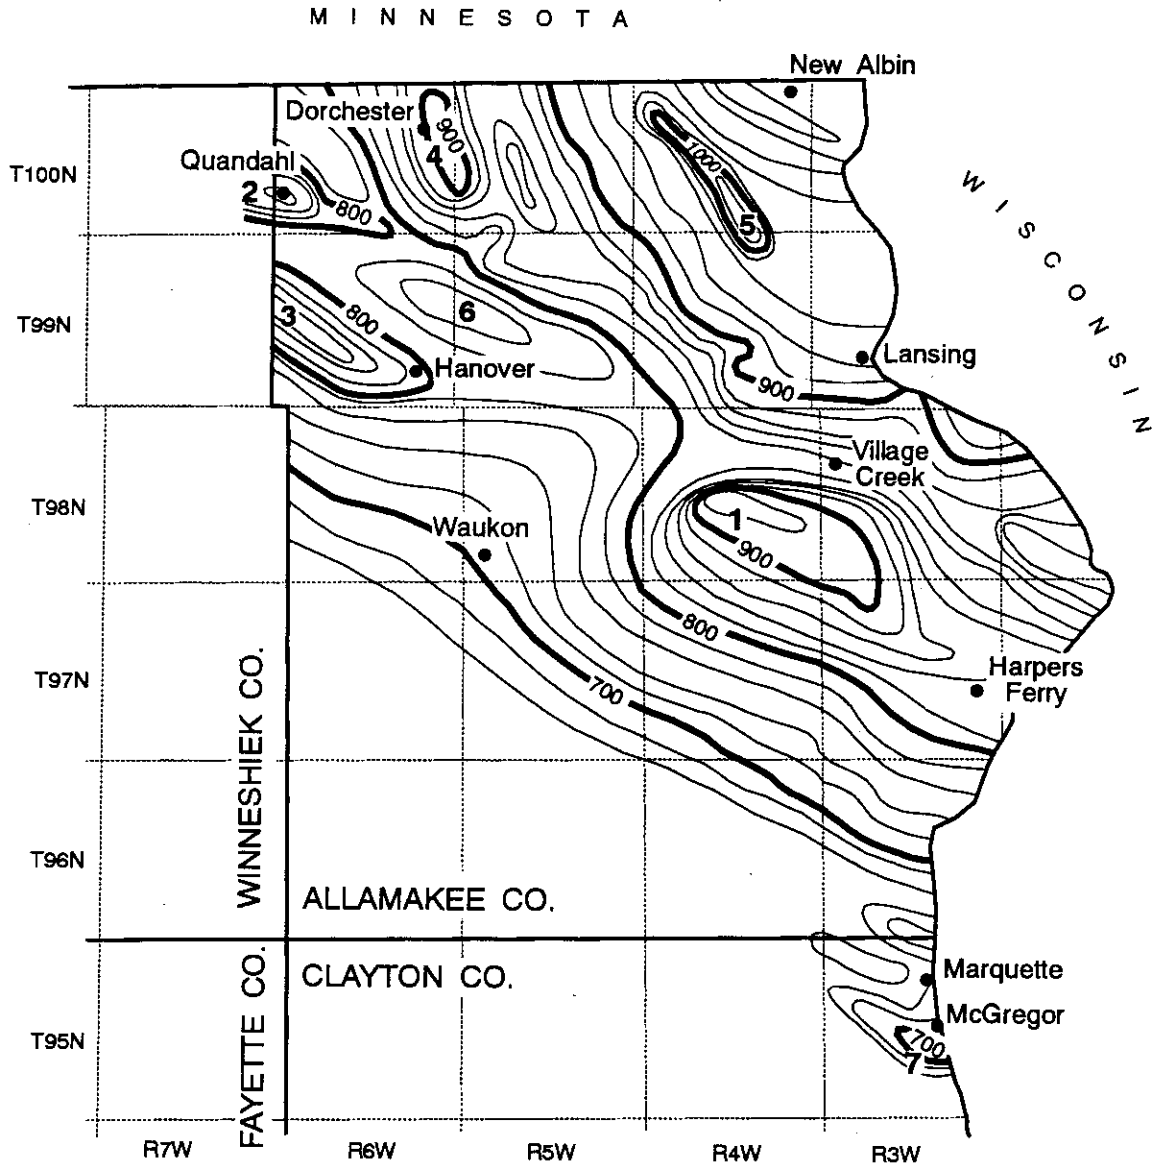 MINNESOTA
New Albin
Dorchester
900
4
T100N
Quandahl
2
800
1000
5
WISCONSIN
T99N
3
800
6
Hanover
Lansing
900
Village
Creek
T98N
Waukon
1
900
800
WINNESHIEK CO.
T97N
700
Harpers
Ferry
T96N
ALLAMAKEE CO.
FAYETTE CO.
CLAYTON CO.
Marquette
McGregor
T95N
700
7
R7W
R6W
R5W
R4W
R3W